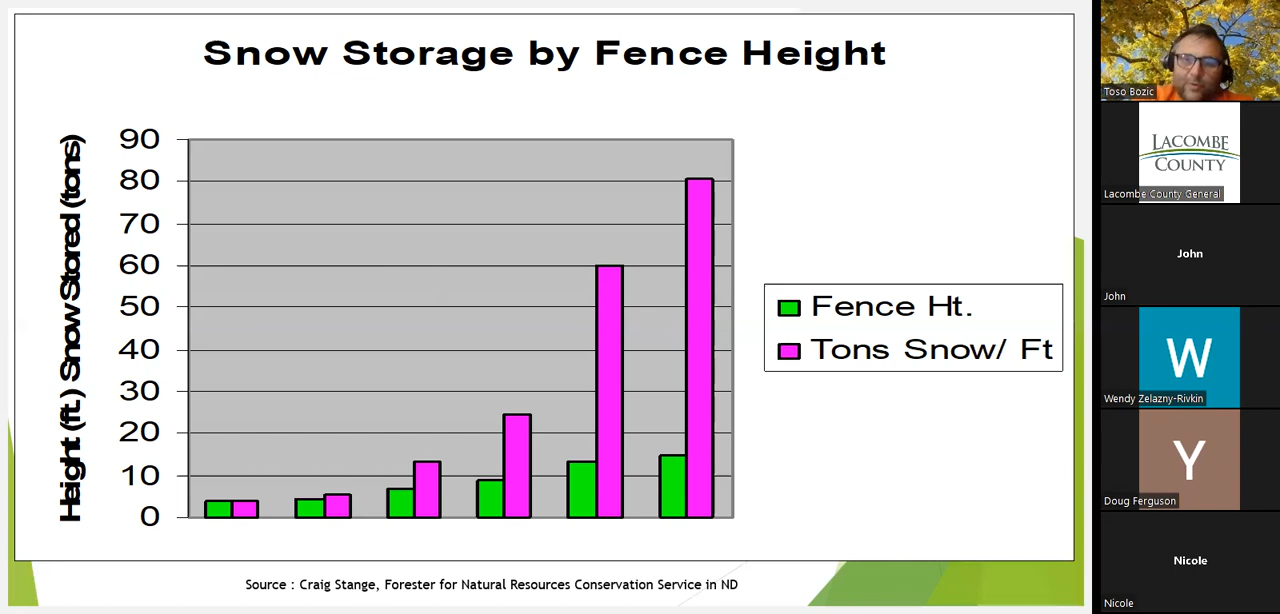 Snow Storage by Fence Height
Height (ft.) Snow Stored (tons)
90
80
70
60
50
40
30
20
10
0
Fence Ht.
Tons Snow/ Ft
Source : Craig Stange, Forester for Natural Resources Conservation Service in ND
Toso Bozic
LACOMBE
COUNTY
Lacombe County General
John
John
W
Wendy Zelazny-Rivkin
Y
Doug Ferguson
Nicole
Nicole